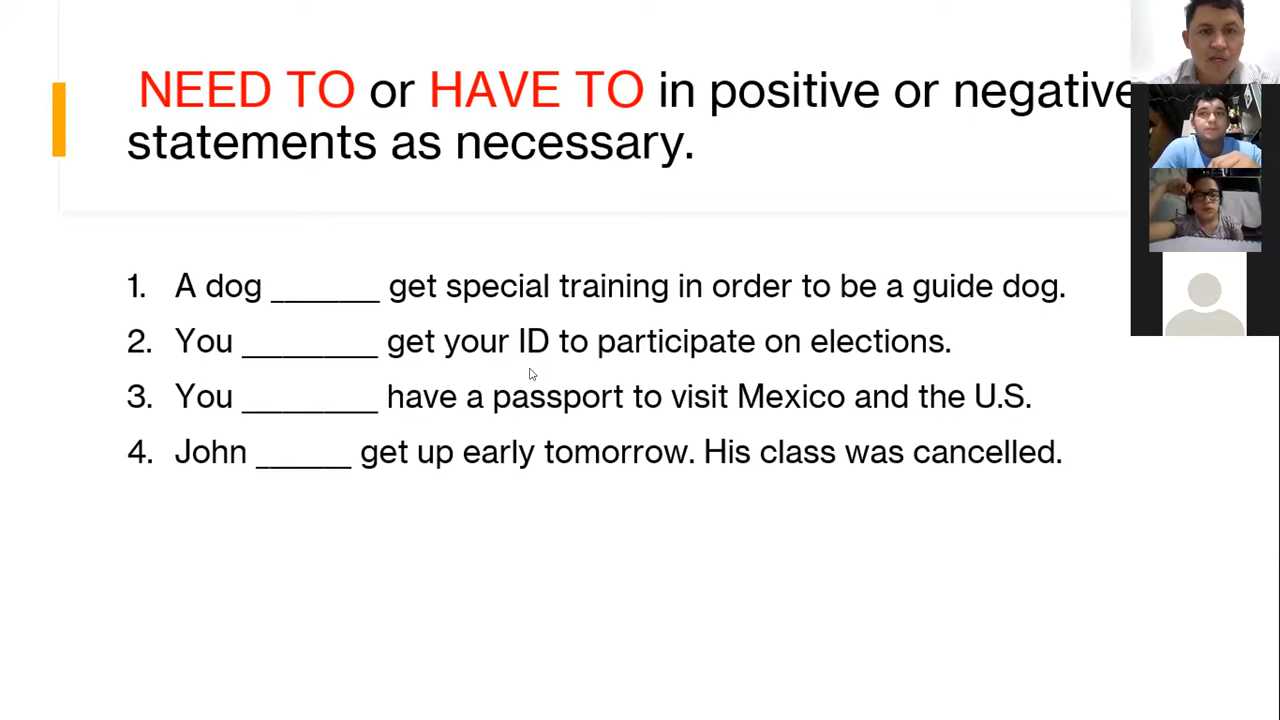 NEED TO or HAVE TO in positive or negative
statements as necessary.
1. A dog ______ get special training in order to be a guide dog.
2. You ________ get your ID to participate on elections.
3. You ________ have a passport to visit Mexico and the U.S.
4. John ______ get up early tomorrow. His class was cancelled.